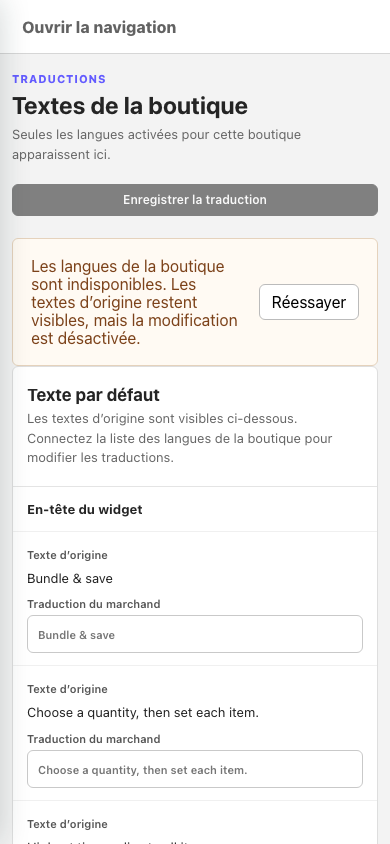 Ouvrir la navigation
TRADUCTIONS
Textes de la boutique
Seules les langues activées pour cette boutique
apparaissent ici.
Enregistrer la traduction
Les langues de la boutique
sont indisponibles. Les
textes d’origine restent
visibles, mais la modification
est désactivée.
Réessayer
Texte par défaut
Les textes d’origine sont visibles ci-dessous.
Connectez la liste des langues de la boutique pour
modifier les traductions.
En-tête du widget
Texte d’origine
Bundle & save
Traduction du marchand
Bundle & save
Texte d’origine
Choose a quantity, then set each item.
Traduction du marchand
Choose a quantity, then set each item.
Texte d’origine